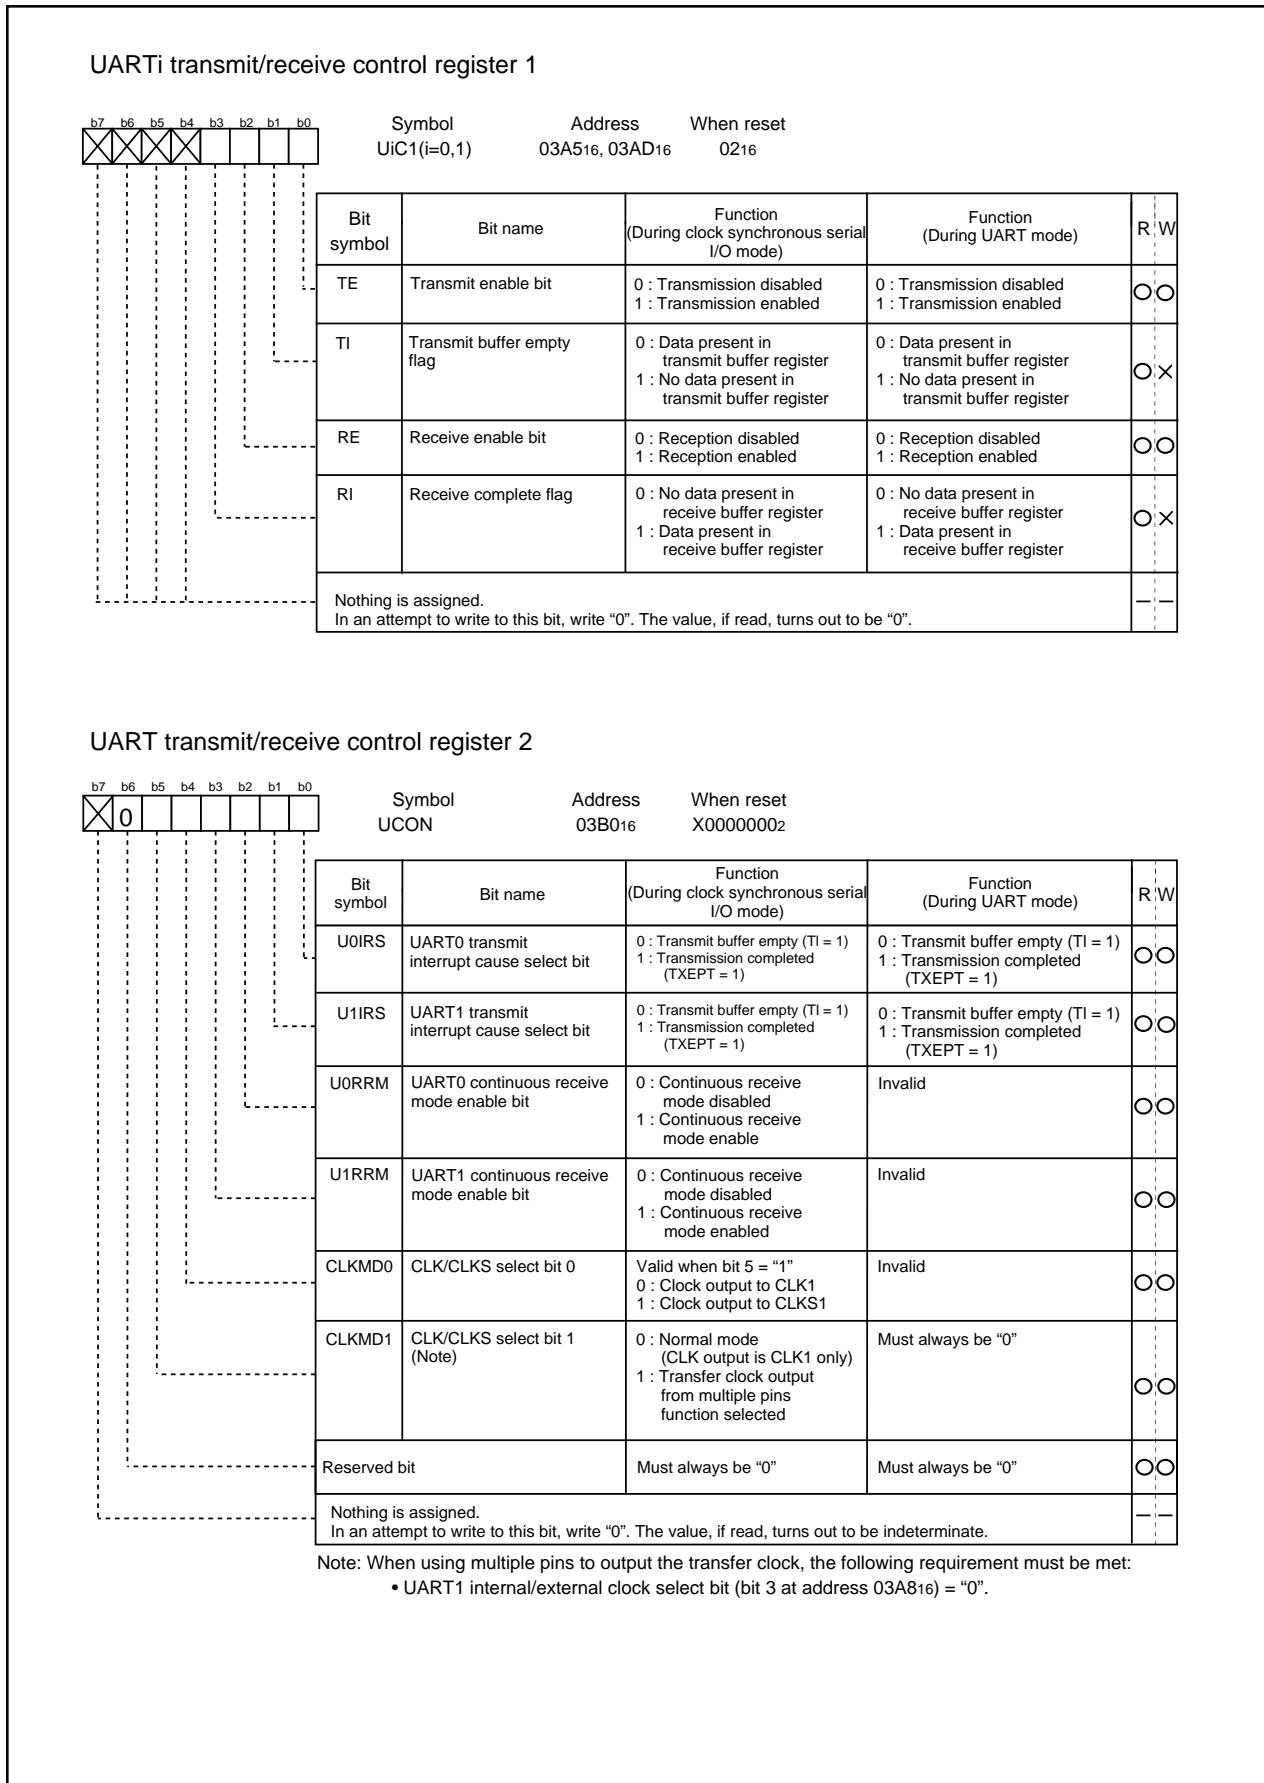 UARTi transmit/receive control register 1
b7 b6 b5 b4 b3 b2 b1 b0
Symbol Address When reset
UiC1(i=0,1) 03A516, 03AD16 0216
Bit symbol Bit name Function (During clock synchronous serial I/O mode) Function (During UART mode) R W
TE Transmit enable bit 0 : Transmission disabled 0 : Transmission disabled
1 : Transmission enabled 1 : Transmission enabled
TI Transmit buffer empty 0 : Data present in 0 : Data present in
flag transmit buffer register transmit buffer register
1 : No data present in 1 : No data present in
transmit buffer register transmit buffer register
RE Receive enable bit 0 : Reception disabled 0 : Reception disabled
1 : Reception enabled 1 : Reception enabled
RI Receive complete flag 0 : No data present in 0 : No data present in
receive buffer register receive buffer register
1 : Data present in 1 : Data present in
receive buffer register receive buffer register
Nothing is assigned.
In an attempt to write to this bit, write “0”. The value, if read, turns out to be “0”.
UART transmit/receive control register 2
b7 b6 b5 b4 b3 b2 b1 b0
0
Symbol Address When reset
UCON 03B016 X00000002
Bit symbol Bit name Function (During clock synchronous serial I/O mode) Function (During UART mode) R W
U0IRS UART0 transmit 0 : Transmit buffer empty (TI = 1) 0 : Transmit buffer empty (TI = 1)
interrupt cause select bit 1 : Transmission completed 1 : Transmission completed
(TXEPT = 1) (TXEPT = 1)
U1IRS UART1 transmit 0 : Transmit buffer empty (TI = 1) 0 : Transmit buffer empty (TI = 1)
interrupt cause select bit 1 : Transmission completed 1 : Transmission completed
(TXEPT = 1) (TXEPT = 1)
U0RRM UART0 continuous receive 0 : Continuous receive Invalid
mode enable bit mode disabled
1 : Continuous receive
mode enable
U1RRM UART1 continuous receive 0 : Continuous receive Invalid
mode enable bit mode disabled
1 : Continuous receive
mode enabled
CLKMD0 CLK/CLKS select bit 0 Valid when bit 5 = “1” Invalid
0 : Clock output to CLK1
1 : Clock output to CLKS1
CLKMD1 CLK/CLKS select bit 1 0 : Normal mode Must always be “0”
(Note) (CLK output is CLK1 only)
1 : Transfer clock output
from multiple pins
function selected
Reserved bit Must always be “0” Must always be “0”
Nothing is assigned.
In an attempt to write to this bit, write “0”. The value, if read, turns out to be indeterminate.
Note: When using multiple pins to output the transfer clock, the following requirement must be met:
• UART1 internal/external clock select bit (bit 3 at address 03A816) = “0”.